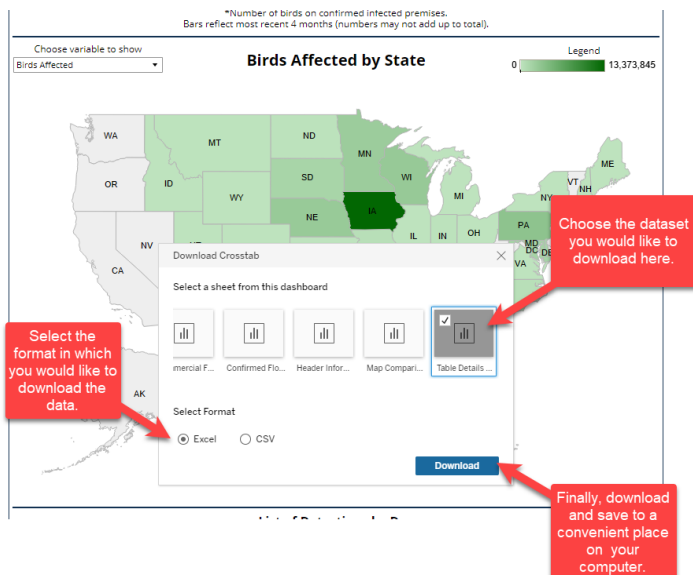 *Number of birds on confirmed infected premises.
Bars reflect most recent 4 months (numbers may not add up to total).
Choose variable to show
Birds Affected
Birds Affected by State
Legend
0
13,373,845
WA
MT
ND
MN
OR
ID
SD
WI
MI
ME
VT
NH
NY
WY
NE
IA
IL
IN
OH
PA
MD
DC
DE
VA
NV
CA
AK
Choose the dataset
you would like to
download here.
Download Crosstab
Select a sheet from this dashboard
mercial F...
Confirmed Flo...
Header Infor...
Map Compari...
Table Details ...
Select the
format in which
you would like to
download the
data.
Select Format
Excel
CSV
Download
Finally, download
and save to a
convenient place
on your
computer.